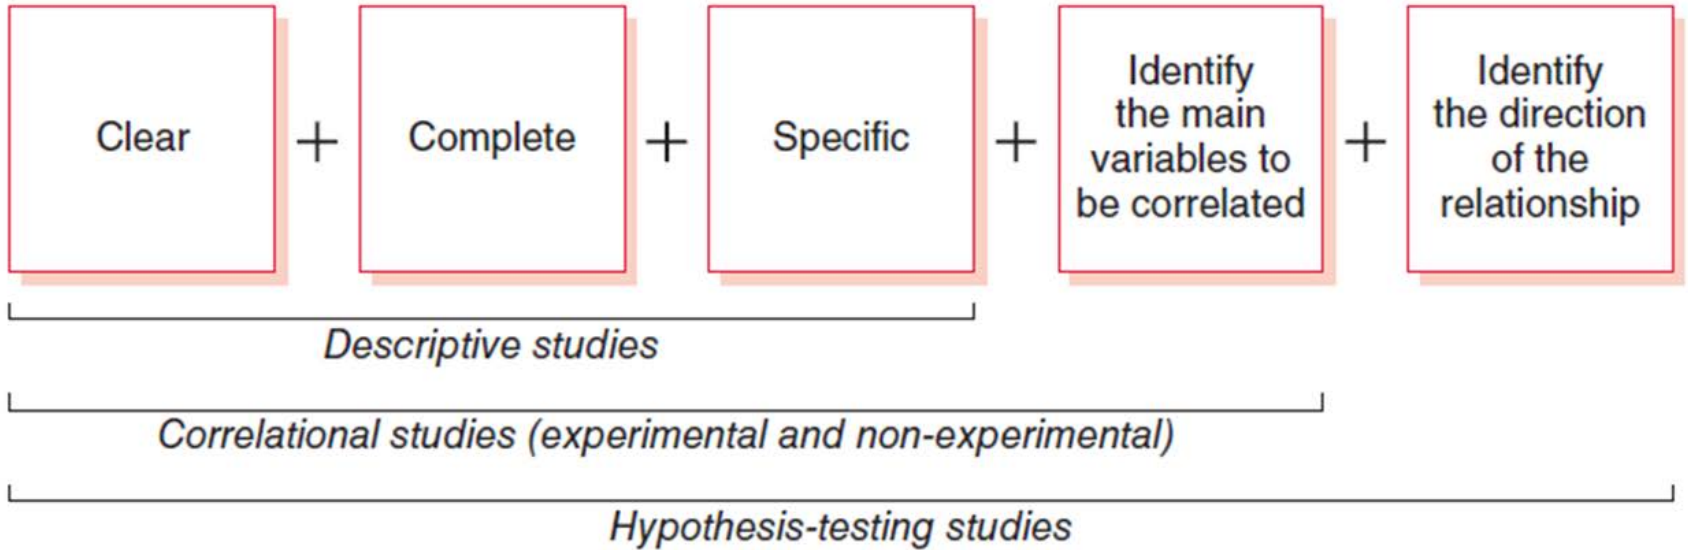 Clear
+
Complete
+
Specific
+
Identify
the main
variables to
be correlated
+
Identify
the direction
of the
relationship
Descriptive studies
Correlational studies (experimental and non-experimental)
Hypothesis-testing studies